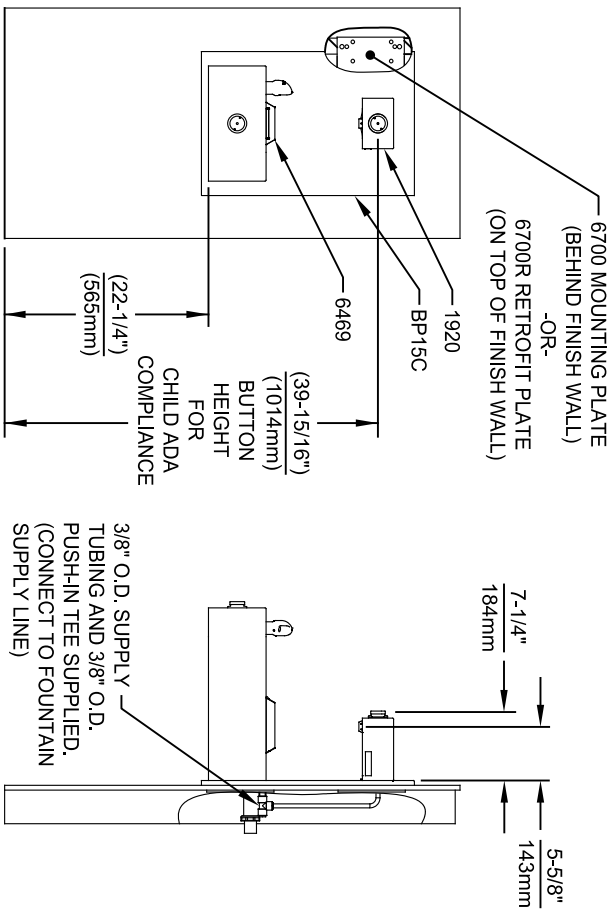 6700 MOUNTING PLATE
(BEHIND FINISH WALL)
-OR-
6700R RETROFIT PLATE
(ON TOP OF FINISH WALL)
1920
BP15C
6469
(22-1/4")
(565mm)
(39-15/16")
(1014mm)
BUTTON
HEIGHT
FOR
CHILD ADA
COMPLIANCE
7-1/4"
184mm
5-5/8"
143mm
3/8" O.D. SUPPLY
TUBING AND 3/8" O.D.
PUSH-IN TEE SUPPLIED.
(CONNECT TO FOUNTAIN
SUPPLY LINE)